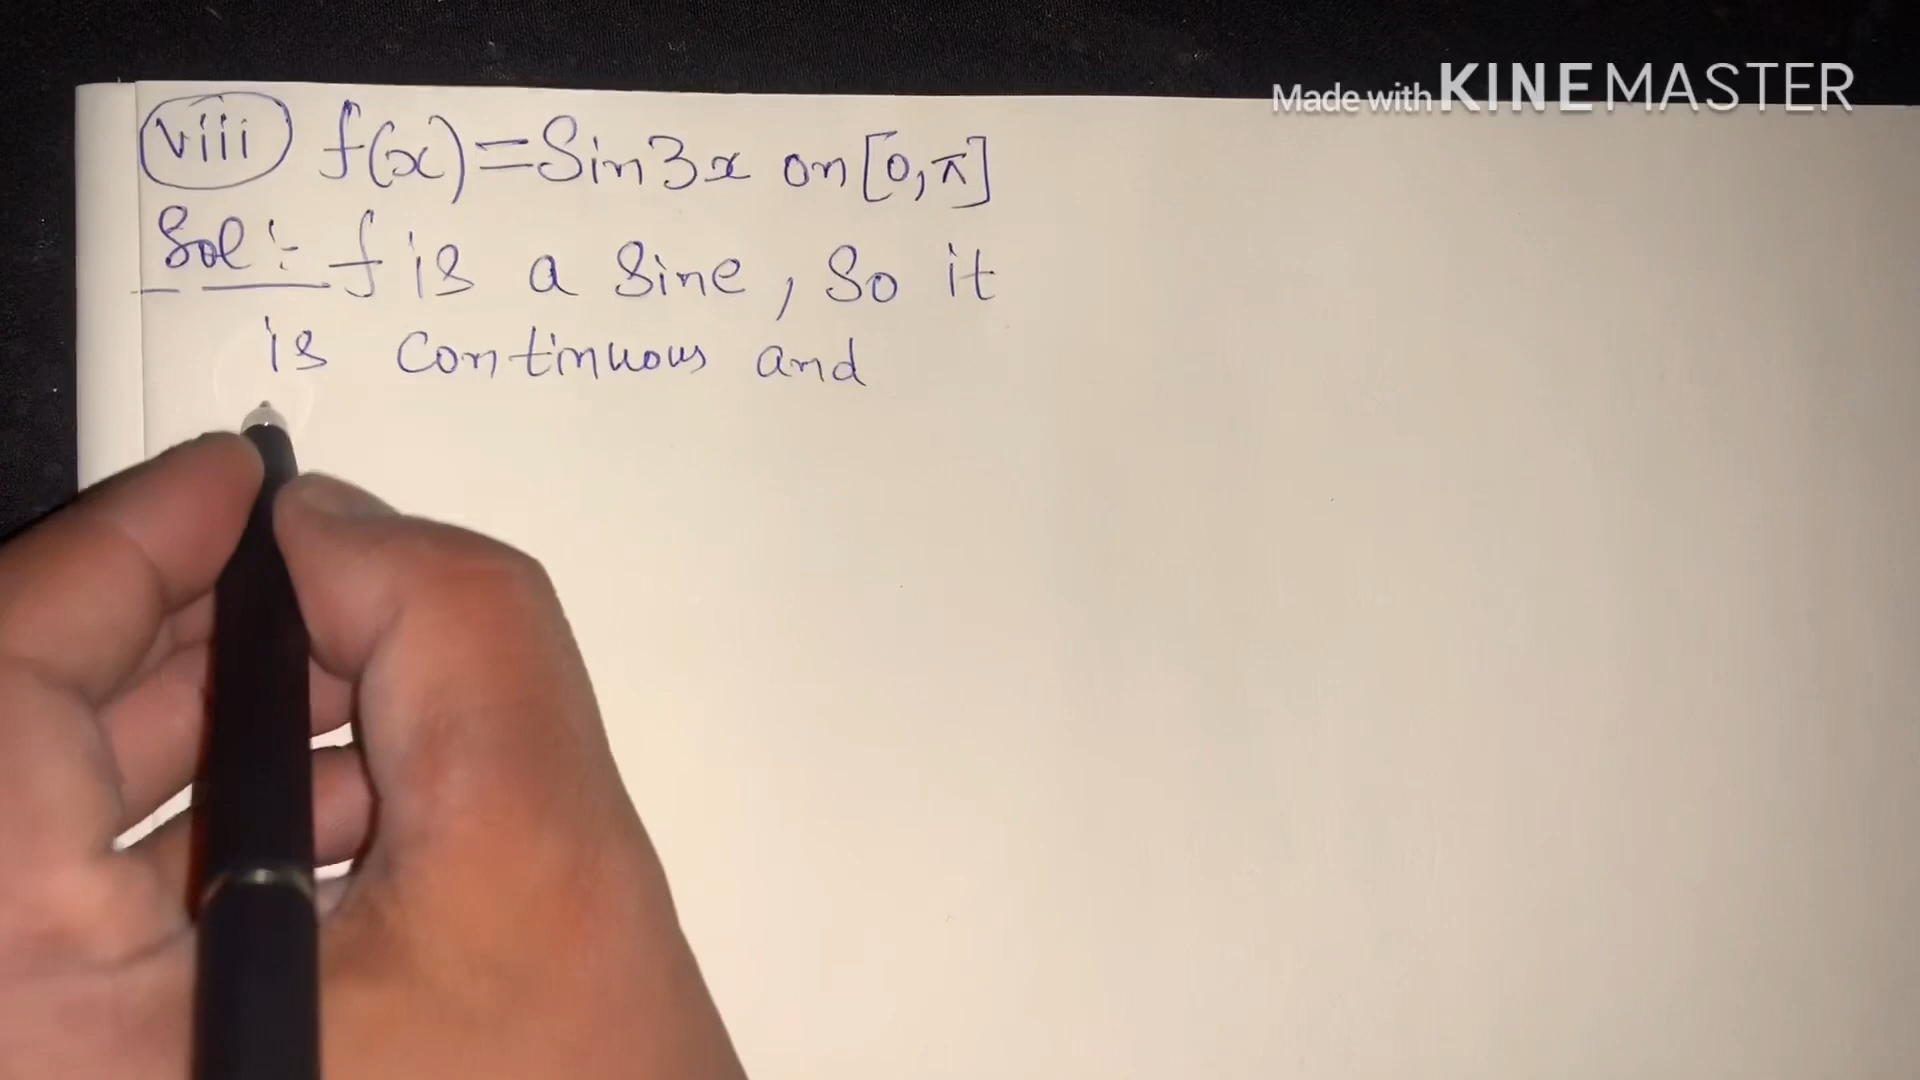 Made with KINEMASTER
viii f(x)=Sin3x on [0,π]
Sol:- f is a sine, So it
is continuous and